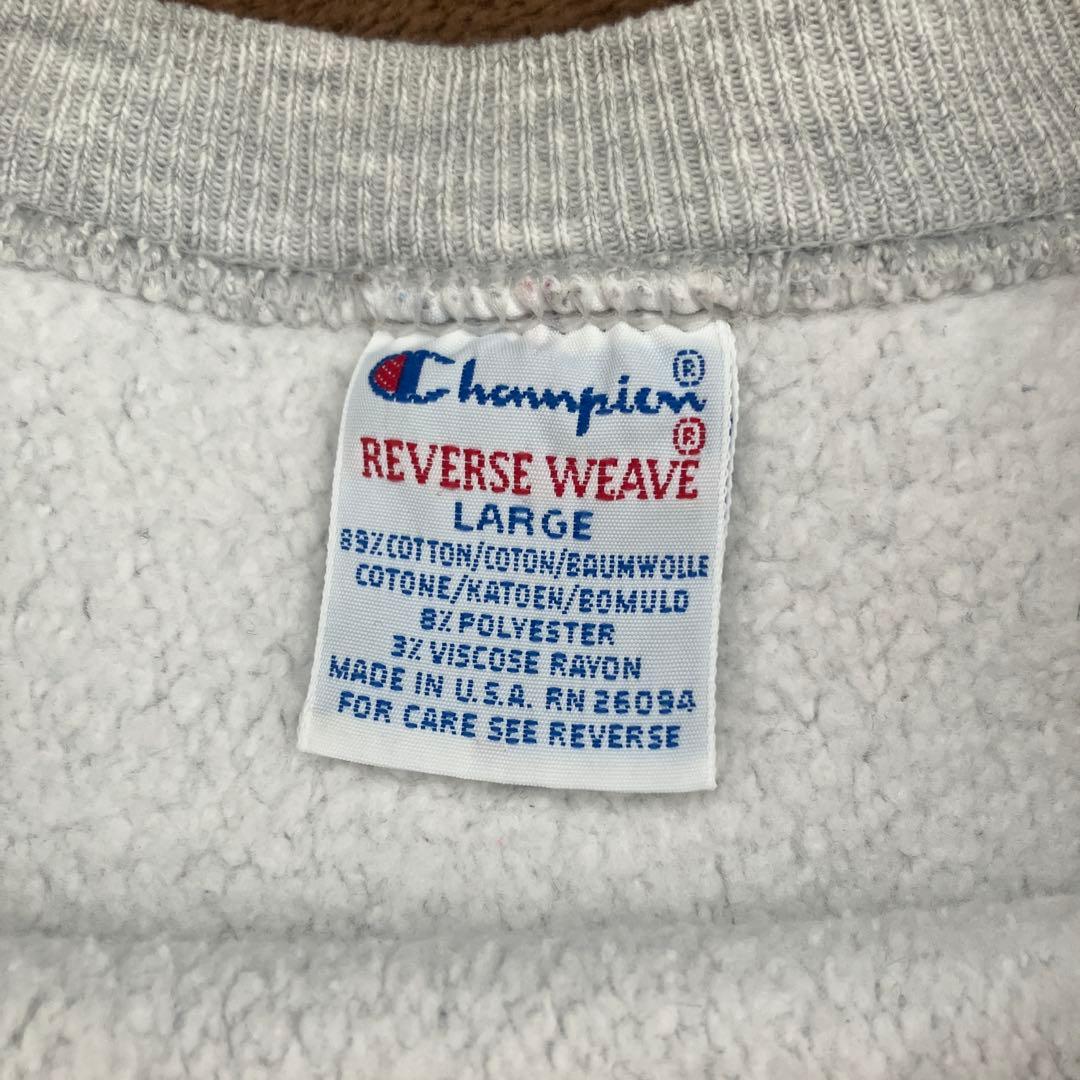 Champion®
REVERSE WEAVE®
LARGE
89% COTTON/COTON/BAUMWOLLE
COTONE/KATOEN/BOMULD
8% POLYESTER
3% VISCOSE RAYON
MADE IN U.S.A. RN 26094
FOR CARE SEE REVERSE